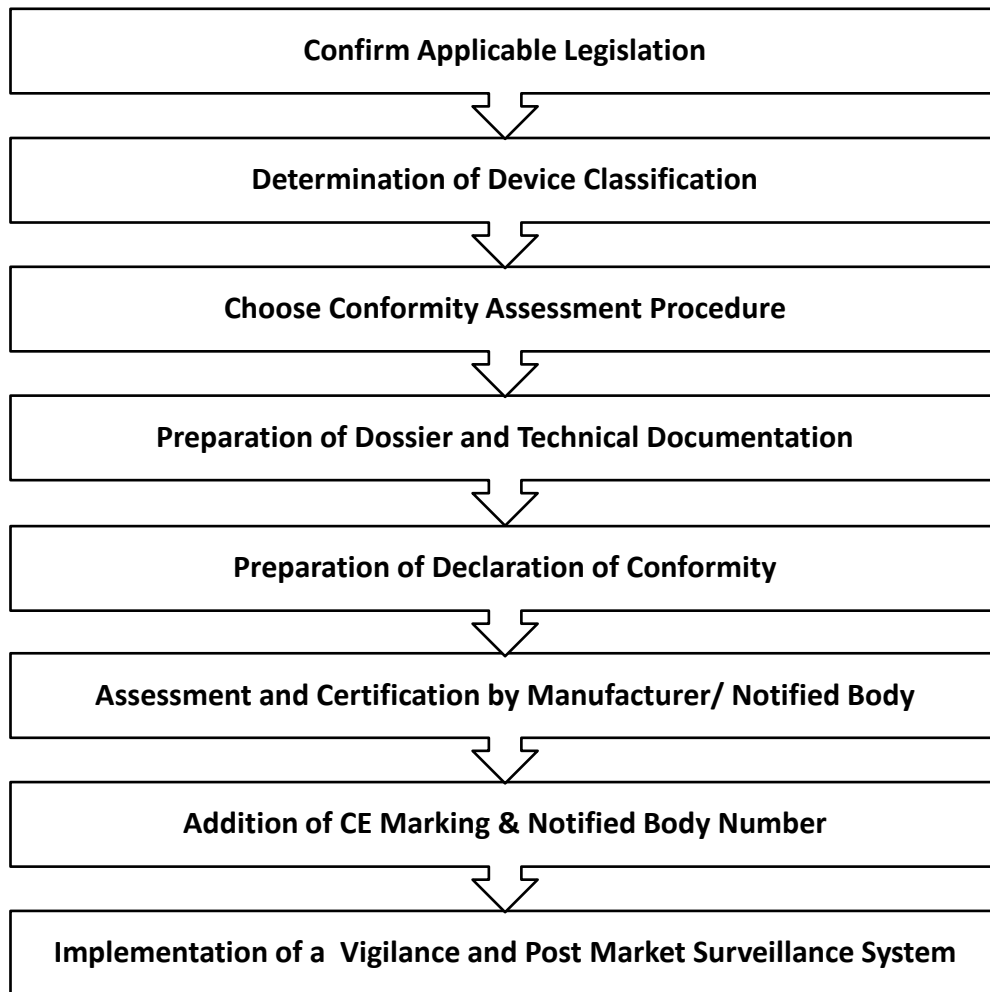 Confirm Applicable Legislation
Determination of Device Classification
Choose Conformity Assessment Procedure
Preparation of Dossier and Technical Documentation
Preparation of Declaration of Conformity
Assessment and Certification by Manufacturer/ Notified Body
Addition of CE Marking & Notified Body Number
Implementation of a  Vigilance and Post Market Surveillance System